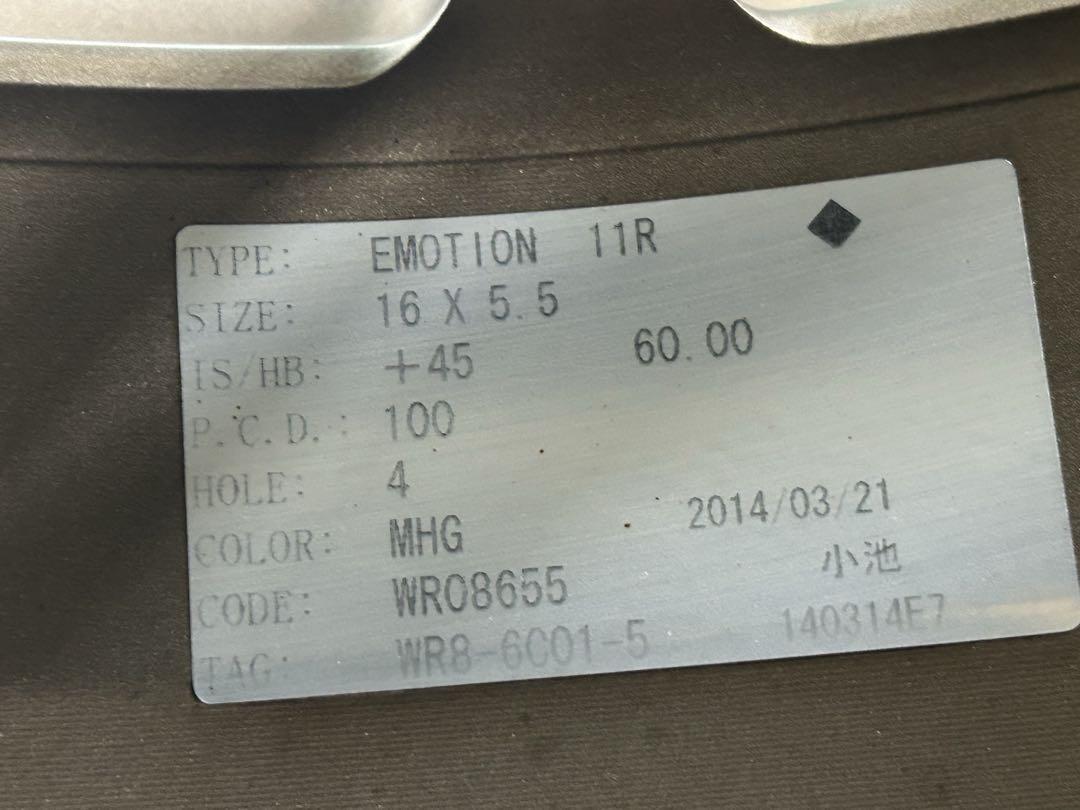 TYPE: EMOTION 11R
SIZE: 16 X 5.5
IS/HB: +45 60.00
P.C.D.: 100
HOLE: 4
COLOR: MHG 2014/03/21
小池
CODE: WR08655
TAG: WR8-6C01-5 140314E7